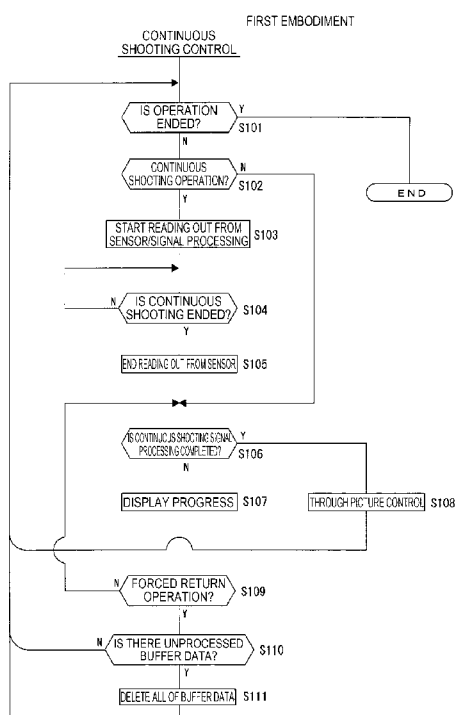 FIRST EMBODIMENT
CONTINUOUS
SHOOTING CONTROL
IS OPERATION
ENDED?
Y
S101
N
CONTINUOUS
SHOOTING OPERATION?
N
S102
Y
END
START READING OUT FROM
SENSOR/SIGNAL PROCESSING
S103
N
IS CONTINUOUS
SHOOTING ENDED?
S104
Y
END READING OUT FROM SENSOR
S105
IS CONTINUOUS SHOOTING SIGNAL
PROCESSING COMPLETED?
Y
S106
N
DISPLAY PROGRESS
S107
THROUGH PICTURE CONTROL
S108
N
FORCED RETURN
OPERATION?
S109
Y
N
IS THERE UNPROCESSED
BUFFER DATA?
S110
Y
DELETE ALL OF BUFFER DATA
S111